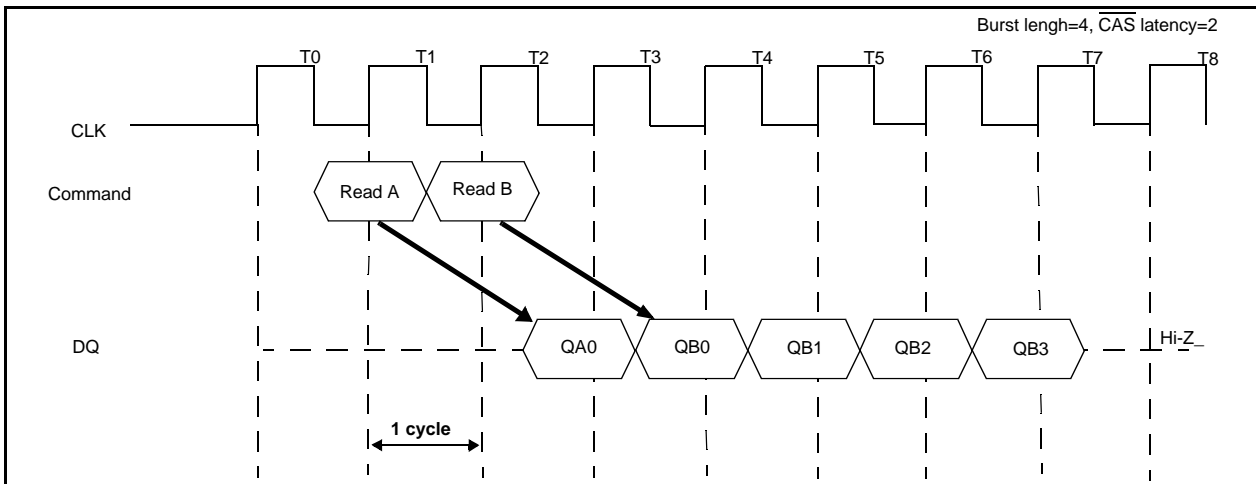 Burst lengh=4, CAS latency=2
T0 T1 T2 T3 T4 T5 T6 T7 T8
CLK
Command Read A Read B
DQ QA0 QB0 QB1 QB2 QB3 Hi-Z_
1 cycle